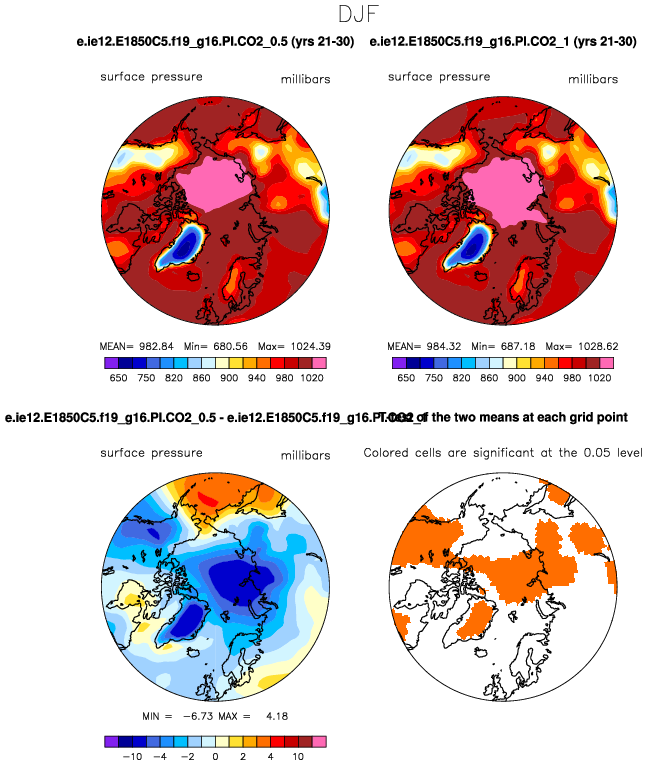 DJF
e.ie12.E1850C5.f19_g16.PI.CO2_0.5 (yrs 21-30)
e.ie12.E1850C5.f19_g16.PI.CO2_1 (yrs 21-30)
surface pressure millibars
surface pressure millibars
MEAN= 982.84 Min= 680.56 Max= 1024.39
650 750 820 860 900 940 980 1020
MEAN= 984.32 Min= 687.18 Max= 1028.62
650 750 820 860 900 940 980 1020
e.ie12.E1850C5.f19_g16.PI.CO2_0.5 - e.ie12.E1850C5.f19_g16.PI.CO2_1
T-test of the two means at each grid point
surface pressure millibars
Colored cells are significant at the 0.05 level
MIN = -6.73 MAX = 4.18
-10 -4 -2 0 2 4 10